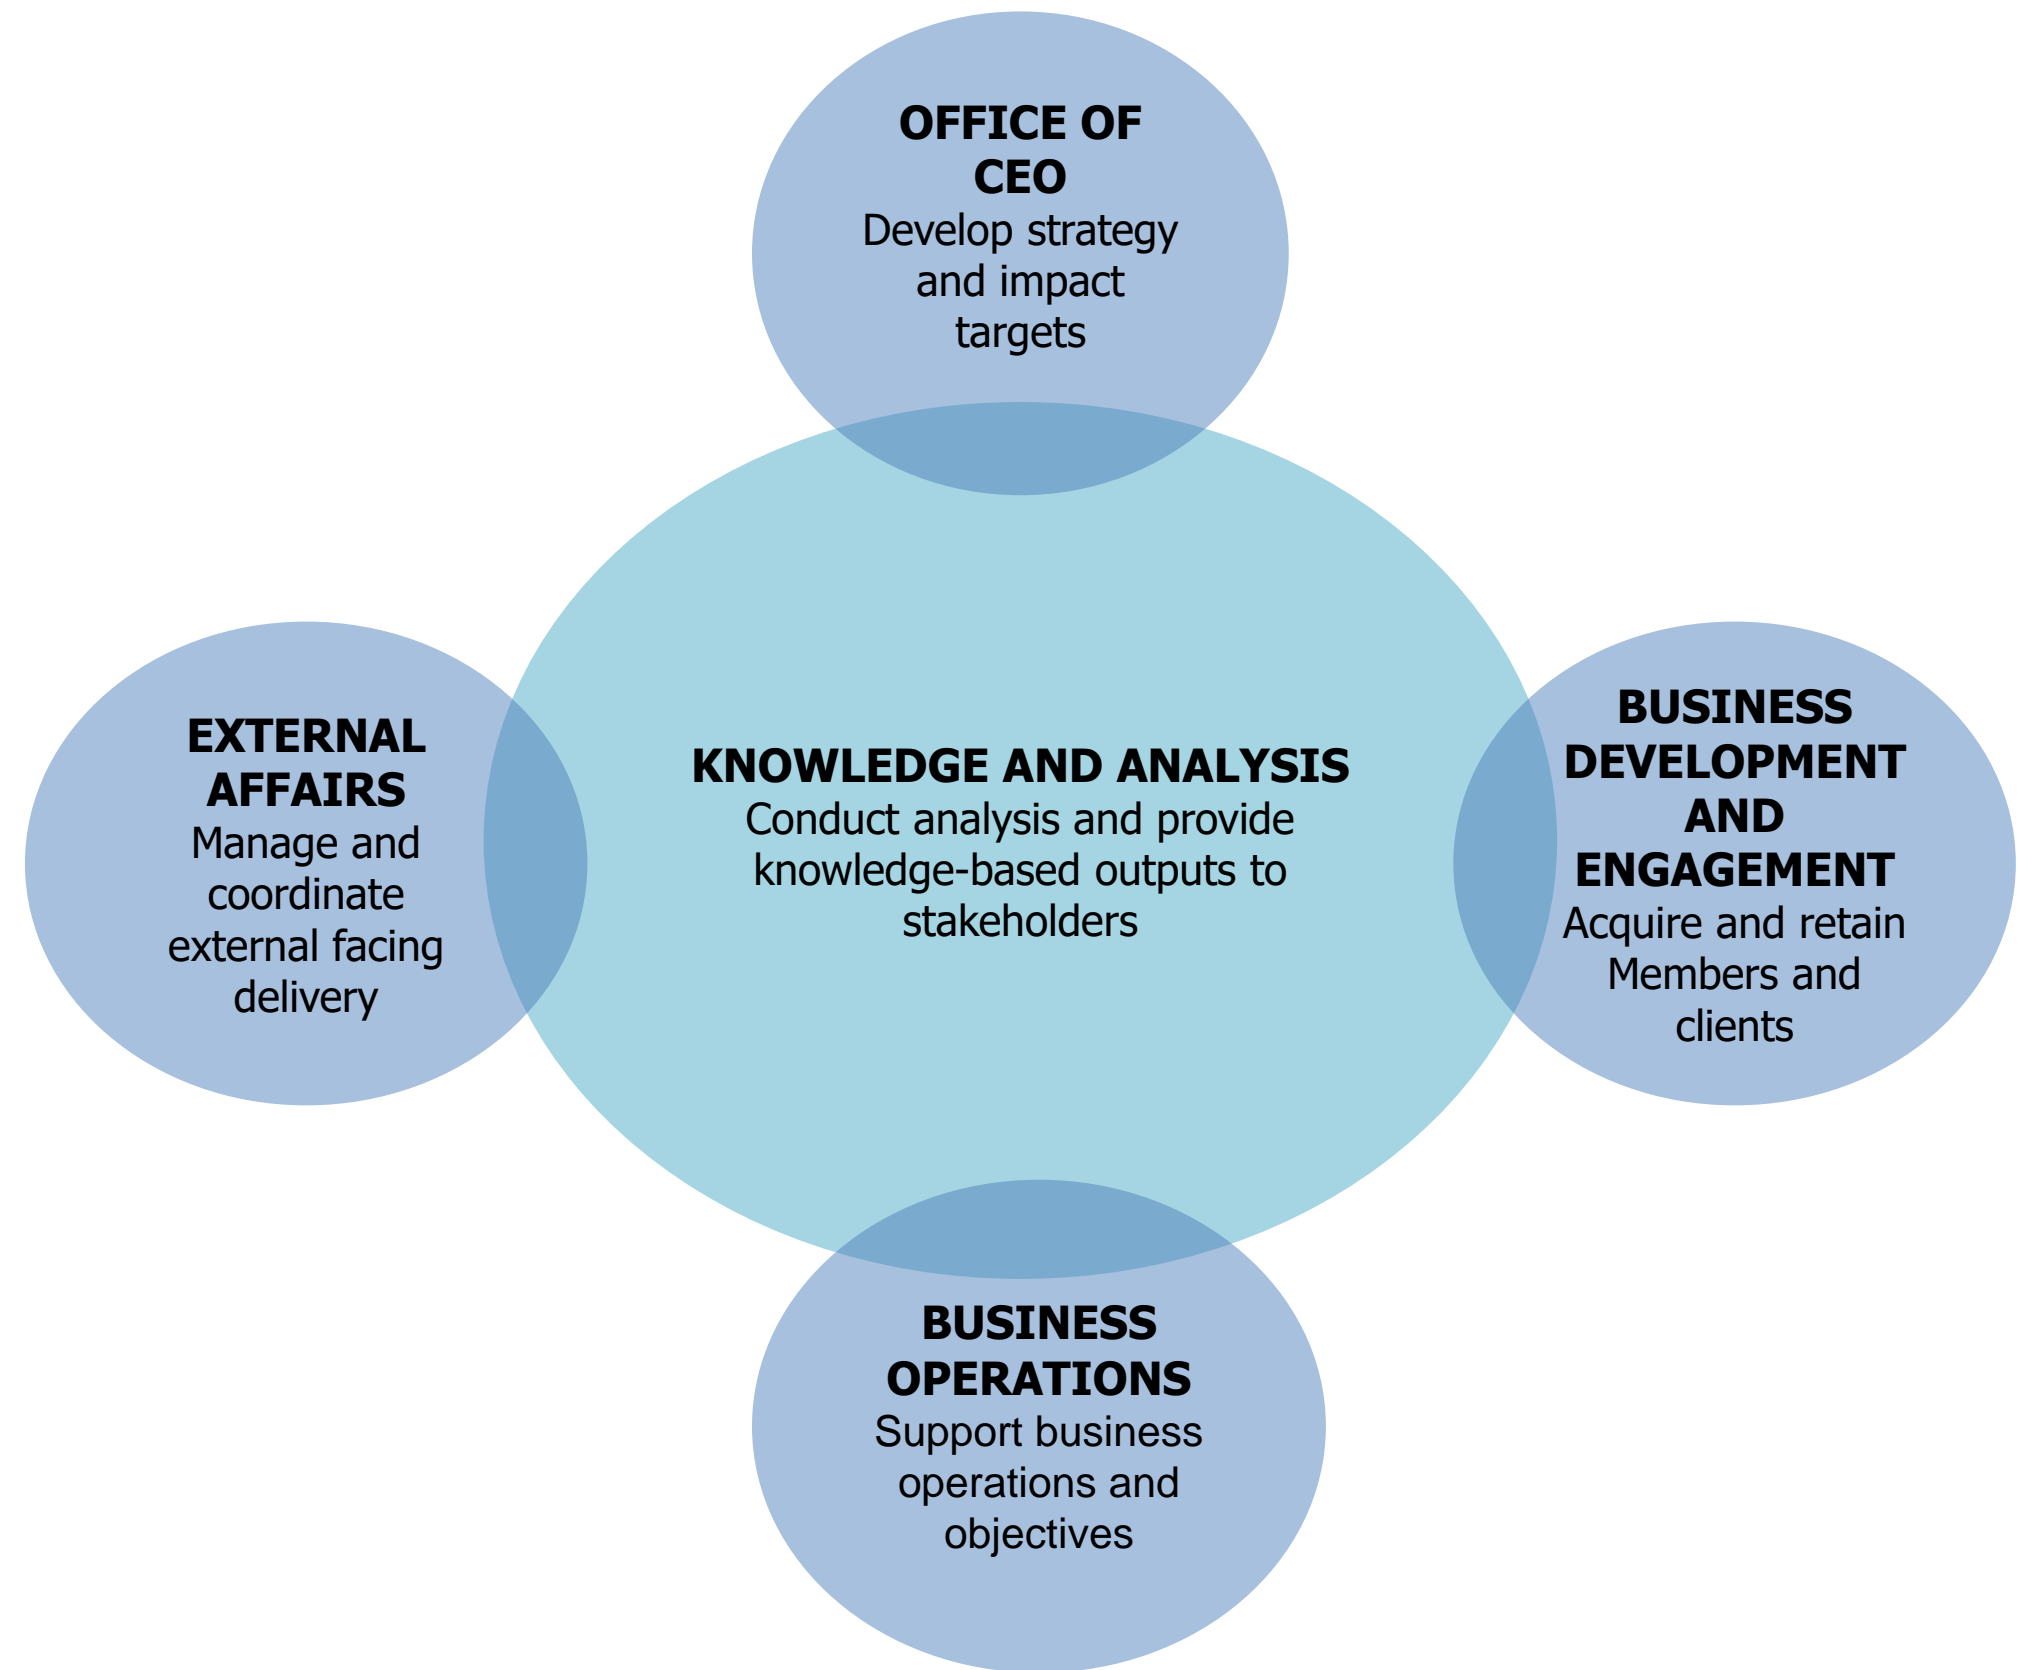 OFFICE OF
CEO
Develop strategy
and impact
targets
EXTERNAL
AFFAIRS
Manage and
coordinate
external facing
delivery
KNOWLEDGE AND ANALYSIS
Conduct analysis and provide
knowledge-based outputs to
stakeholders
BUSINESS
DEVELOPMENT
AND
ENGAGEMENT
Acquire and retain
Members and
clients
BUSINESS
OPERATIONS
Support business
operations and
objectives